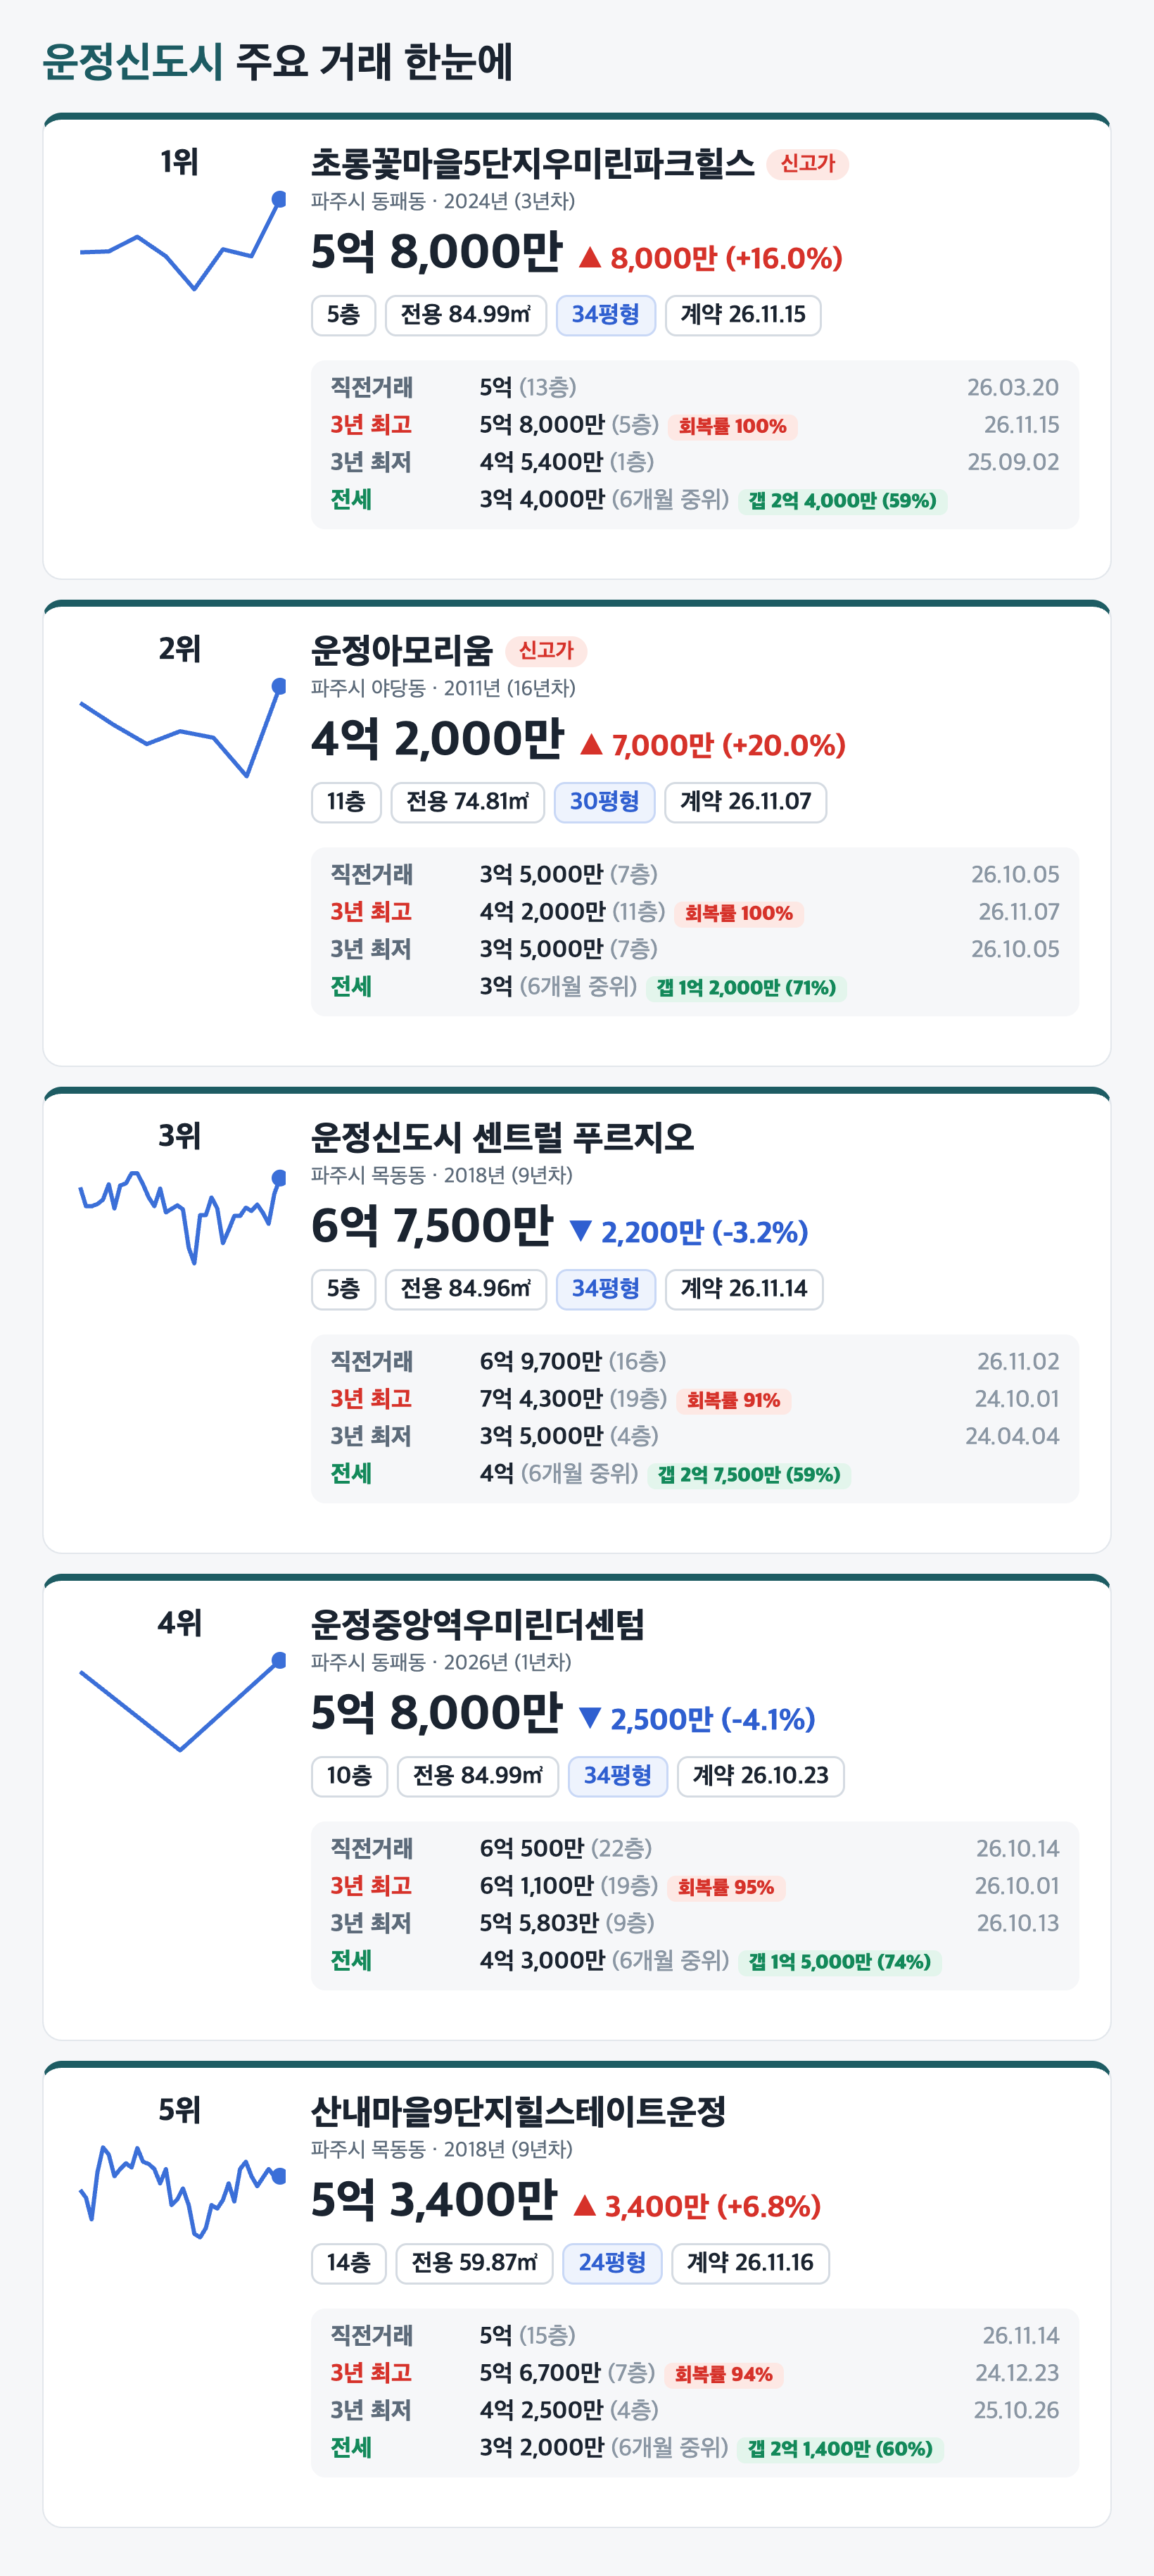 운정신도시 주요 거래 한눈에
1위
초롱꽃마을5단지우미린파크힐스 신고가
파주시 동패동 · 2024년 (3년차)
5억 8,000만 ▲ 8,000만 (+16.0%)
5층 전용 84.99㎡ 34평형 계약 26.11.15
직전거래 5억 (13층) 26.03.20
3년 최고 5억 8,000만 (5층) 회복률 100% 26.11.15
3년 최저 4억 5,400만 (1층) 25.09.02
전세 3억 4,000만 (6개월 중위) 갭 2억 4,000만 (59%)
2위
운정아모리움 신고가
파주시 야당동 · 2011년 (16년차)
4억 2,000만 ▲ 7,000만 (+20.0%)
11층 전용 74.81㎡ 30평형 계약 26.11.07
직전거래 3억 5,000만 (7층) 26.10.05
3년 최고 4억 2,000만 (11층) 회복률 100% 26.11.07
3년 최저 3억 5,000만 (7층) 26.10.05
전세 3억 (6개월 중위) 갭 1억 2,000만 (71%)
3위
운정신도시 센트럴 푸르지오
파주시 목동동 · 2018년 (9년차)
6억 7,500만 ▼ 2,200만 (-3.2%)
5층 전용 84.96㎡ 34평형 계약 26.11.14
직전거래 6억 9,700만 (16층) 26.11.02
3년 최고 7억 4,300만 (19층) 회복률 91% 24.10.01
3년 최저 3억 5,000만 (4층) 24.04.04
전세 4억 (6개월 중위) 갭 2억 7,500만 (59%)
4위
운정중앙역우미린더센텀
파주시 동패동 · 2026년 (1년차)
5억 8,000만 ▼ 2,500만 (-4.1%)
10층 전용 84.99㎡ 34평형 계약 26.10.23
직전거래 6억 500만 (22층) 26.10.14
3년 최고 6억 1,100만 (19층) 회복률 95% 26.10.01
3년 최저 5억 5,803만 (9층) 26.10.13
전세 4억 3,000만 (6개월 중위) 갭 1억 5,000만 (74%)
5위
산내마을9단지힐스테이트운정
파주시 목동동 · 2018년 (9년차)
5억 3,400만 ▲ 3,400만 (+6.8%)
14층 전용 59.87㎡ 24평형 계약 26.11.16
직전거래 5억 (15층) 26.11.14
3년 최고 5억 6,700만 (7층) 회복률 94% 24.12.23
3년 최저 4억 2,500만 (4층) 25.10.26
전세 3억 2,000만 (6개월 중위) 갭 2억 1,400만 (60%)